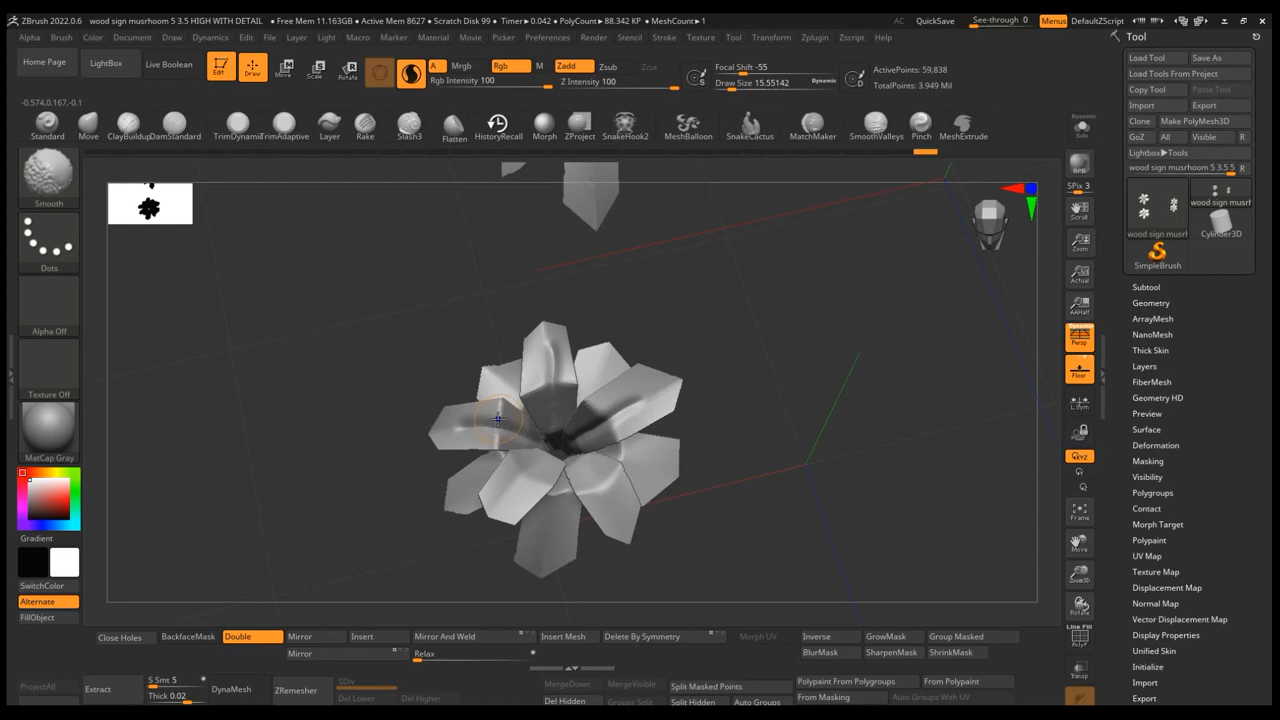 ZBrush 2022.0.6 wood sign musrhoom 5 3.5 HIGH WITH DETAIL • Free Mem 11.163GB • Active Mem 8627 • Scratch Disk 99 • Timer▸0.042 • PolyCount▸88.342 KP • MeshCount▸1 AC QuickSave See-through 0 Menus DefaultZScript
Alpha Brush Color Document Draw Dynamics Edit File Layer Light Macro Marker Material Movie Picker Preferences Render Stencil Stroke Texture Tool Transform Zplugin Zscript Help
Tool
Home Page LightBox Live Boolean Edit Draw Move Scale Rotate
A Mrgb Rgb M Zadd Zsub Zcut
Rgb Intensity 100 Z Intensity 100
S Focal Shift -55
Draw Size 15.55142 Dynamic D
ActivePoints: 59,838
TotalPoints: 3.949 Mil
-0.574,0.167,-0.1
Standard Move ClayBuildup DamStandard TrimDynamic TrimAdaptive Layer Rake Slash3 Flatten HistoryRecall Morph ZProject SnakeHook2 MeshBalloon SnakeCactus MatchMaker SmoothValleys Pinch MeshExtrude
Smooth
Dots
Alpha Off
Texture Off
MatCap Gray
Gradient
SwitchColor
Alternate
FillObject
Dynamic
Solo
BPR
SPix 3
Scroll
Zoom
Actual
AAHalf
Dynamic
Persp
Floor
L.Sym
XYZ
Frame
Move
Zoom3D
Rotate
Line Fill
PolyF
Transp
Load Tool Save As
Load Tools From Project
Copy Tool Paste Tool
Import Export
Clone Make PolyMesh3D
GoZ All Visible R
Lightbox▸Tools
wood sign musrhoom 5 3.5 5 R
wood sign musrl
wood sign musrh
Cylinder3D
SimpleBrush
Subtool
Geometry
ArrayMesh
NanoMesh
Thick Skin
Layers
FiberMesh
Geometry HD
Preview
Surface
Deformation
Masking
Visibility
Polygroups
Contact
Morph Target
Polypaint
UV Map
Texture Map
Displacement Map
Normal Map
Vector Displacement Map
Display Properties
Unified Skin
Initialize
Import
Export
Close Holes BackfaceMask Double Mirror Insert Mirror And Weld Insert Mesh Delete By Symmetry Morph UV Inverse GrowMask Group Masked
Mirror Relax BlurMask SharpenMask ShrinkMask
ProjectAll Extract S Smt 5
Thick 0.02 DynaMesh ZRemesher SDiv
Del Lower Del Higher MergeDown MergeVisible Split Masked Points Polypaint From Polygroups From Polypaint
Del Hidden Groups Split Split Hidden Auto Groups From Masking Auto Groups With UV